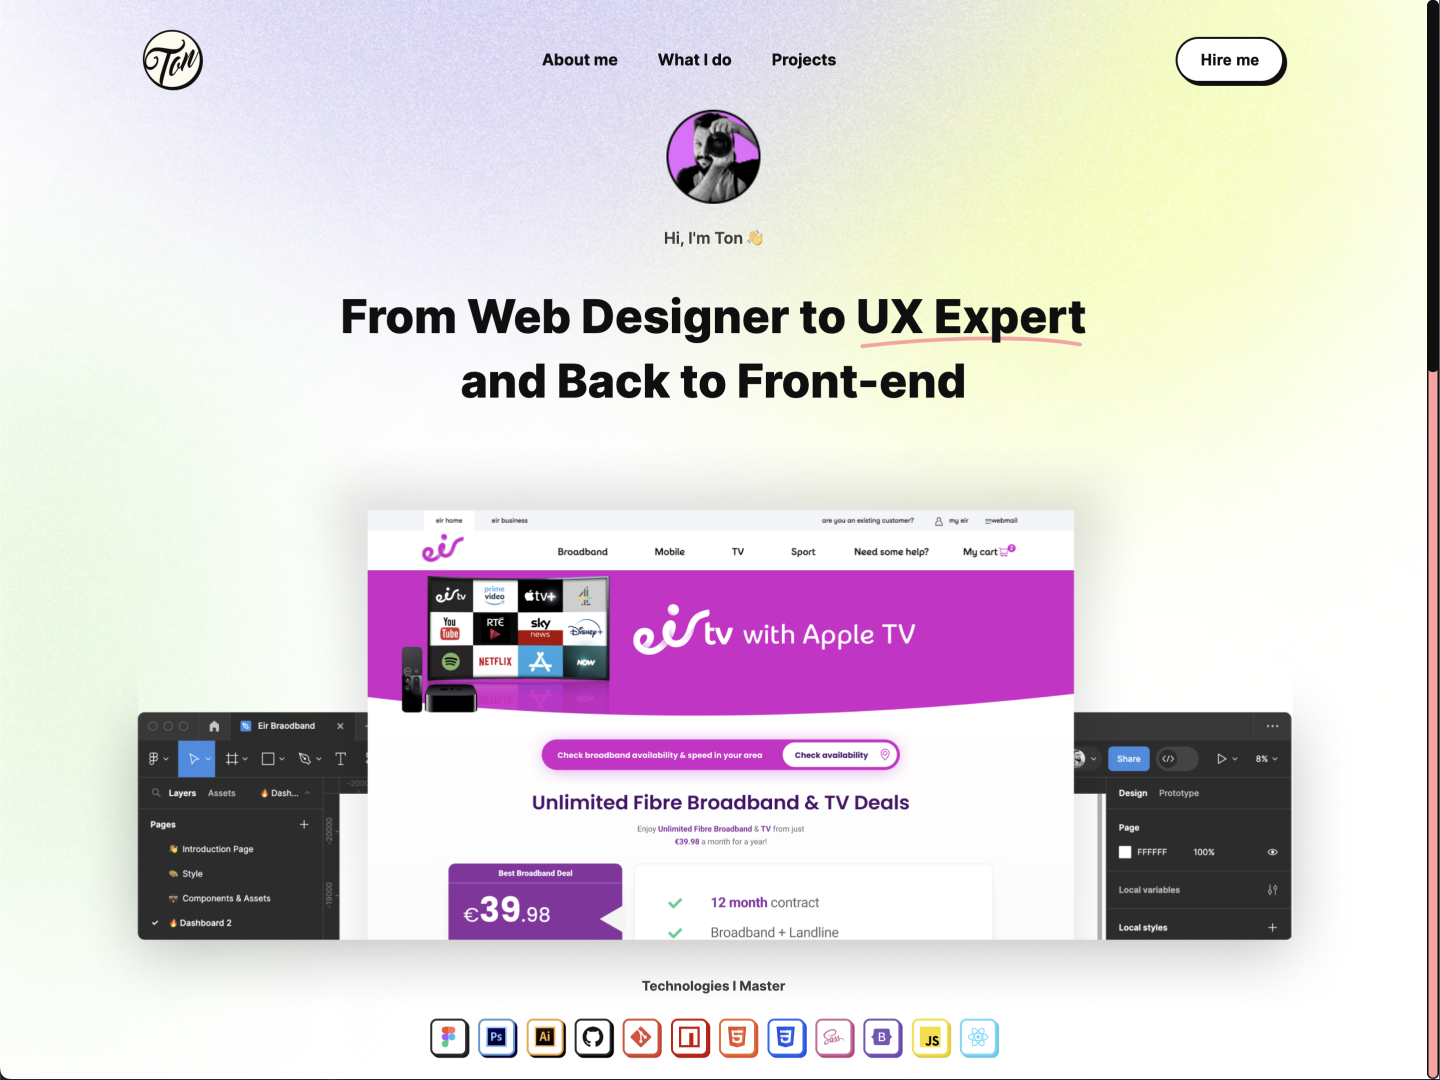 Ton
About me
What I do
Projects
Hire me
Hi, I'm Ton 👋
From Web Designer to UX Expert
and Back to Front-end
eir home
eir business
are you an existing customer?
my eir
webmail
eir
Broadband
Mobile
TV
Sport
Need some help?
My cart
2
eir tv
prime video
tv+
4
You Tube
RTÉ
sky news
Disney+
NETFLIX
NOW
eir tv with Apple TV
Eir Braodband
Check broadband availability & speed in your area
Check availability
Share
8%
Layers
Assets
🔥 Dash...
Design
Prototype
Unlimited Fibre Broadband & TV Deals
Pages
Page
Enjoy Unlimited Fibre Broadband & TV from just
€39.98 a month for a year!
-20000
👋 Introduction Page
FFFFFF
100%
🎨 Style
Best Broadband Deal
Local variables
-19000
Components & Assets
€39.98
12 month contract
🔥 Dashboard 2
Broadband + Landline
Local styles
Technologies I Master
Ps
Ai
5
3
Sass
B
JS